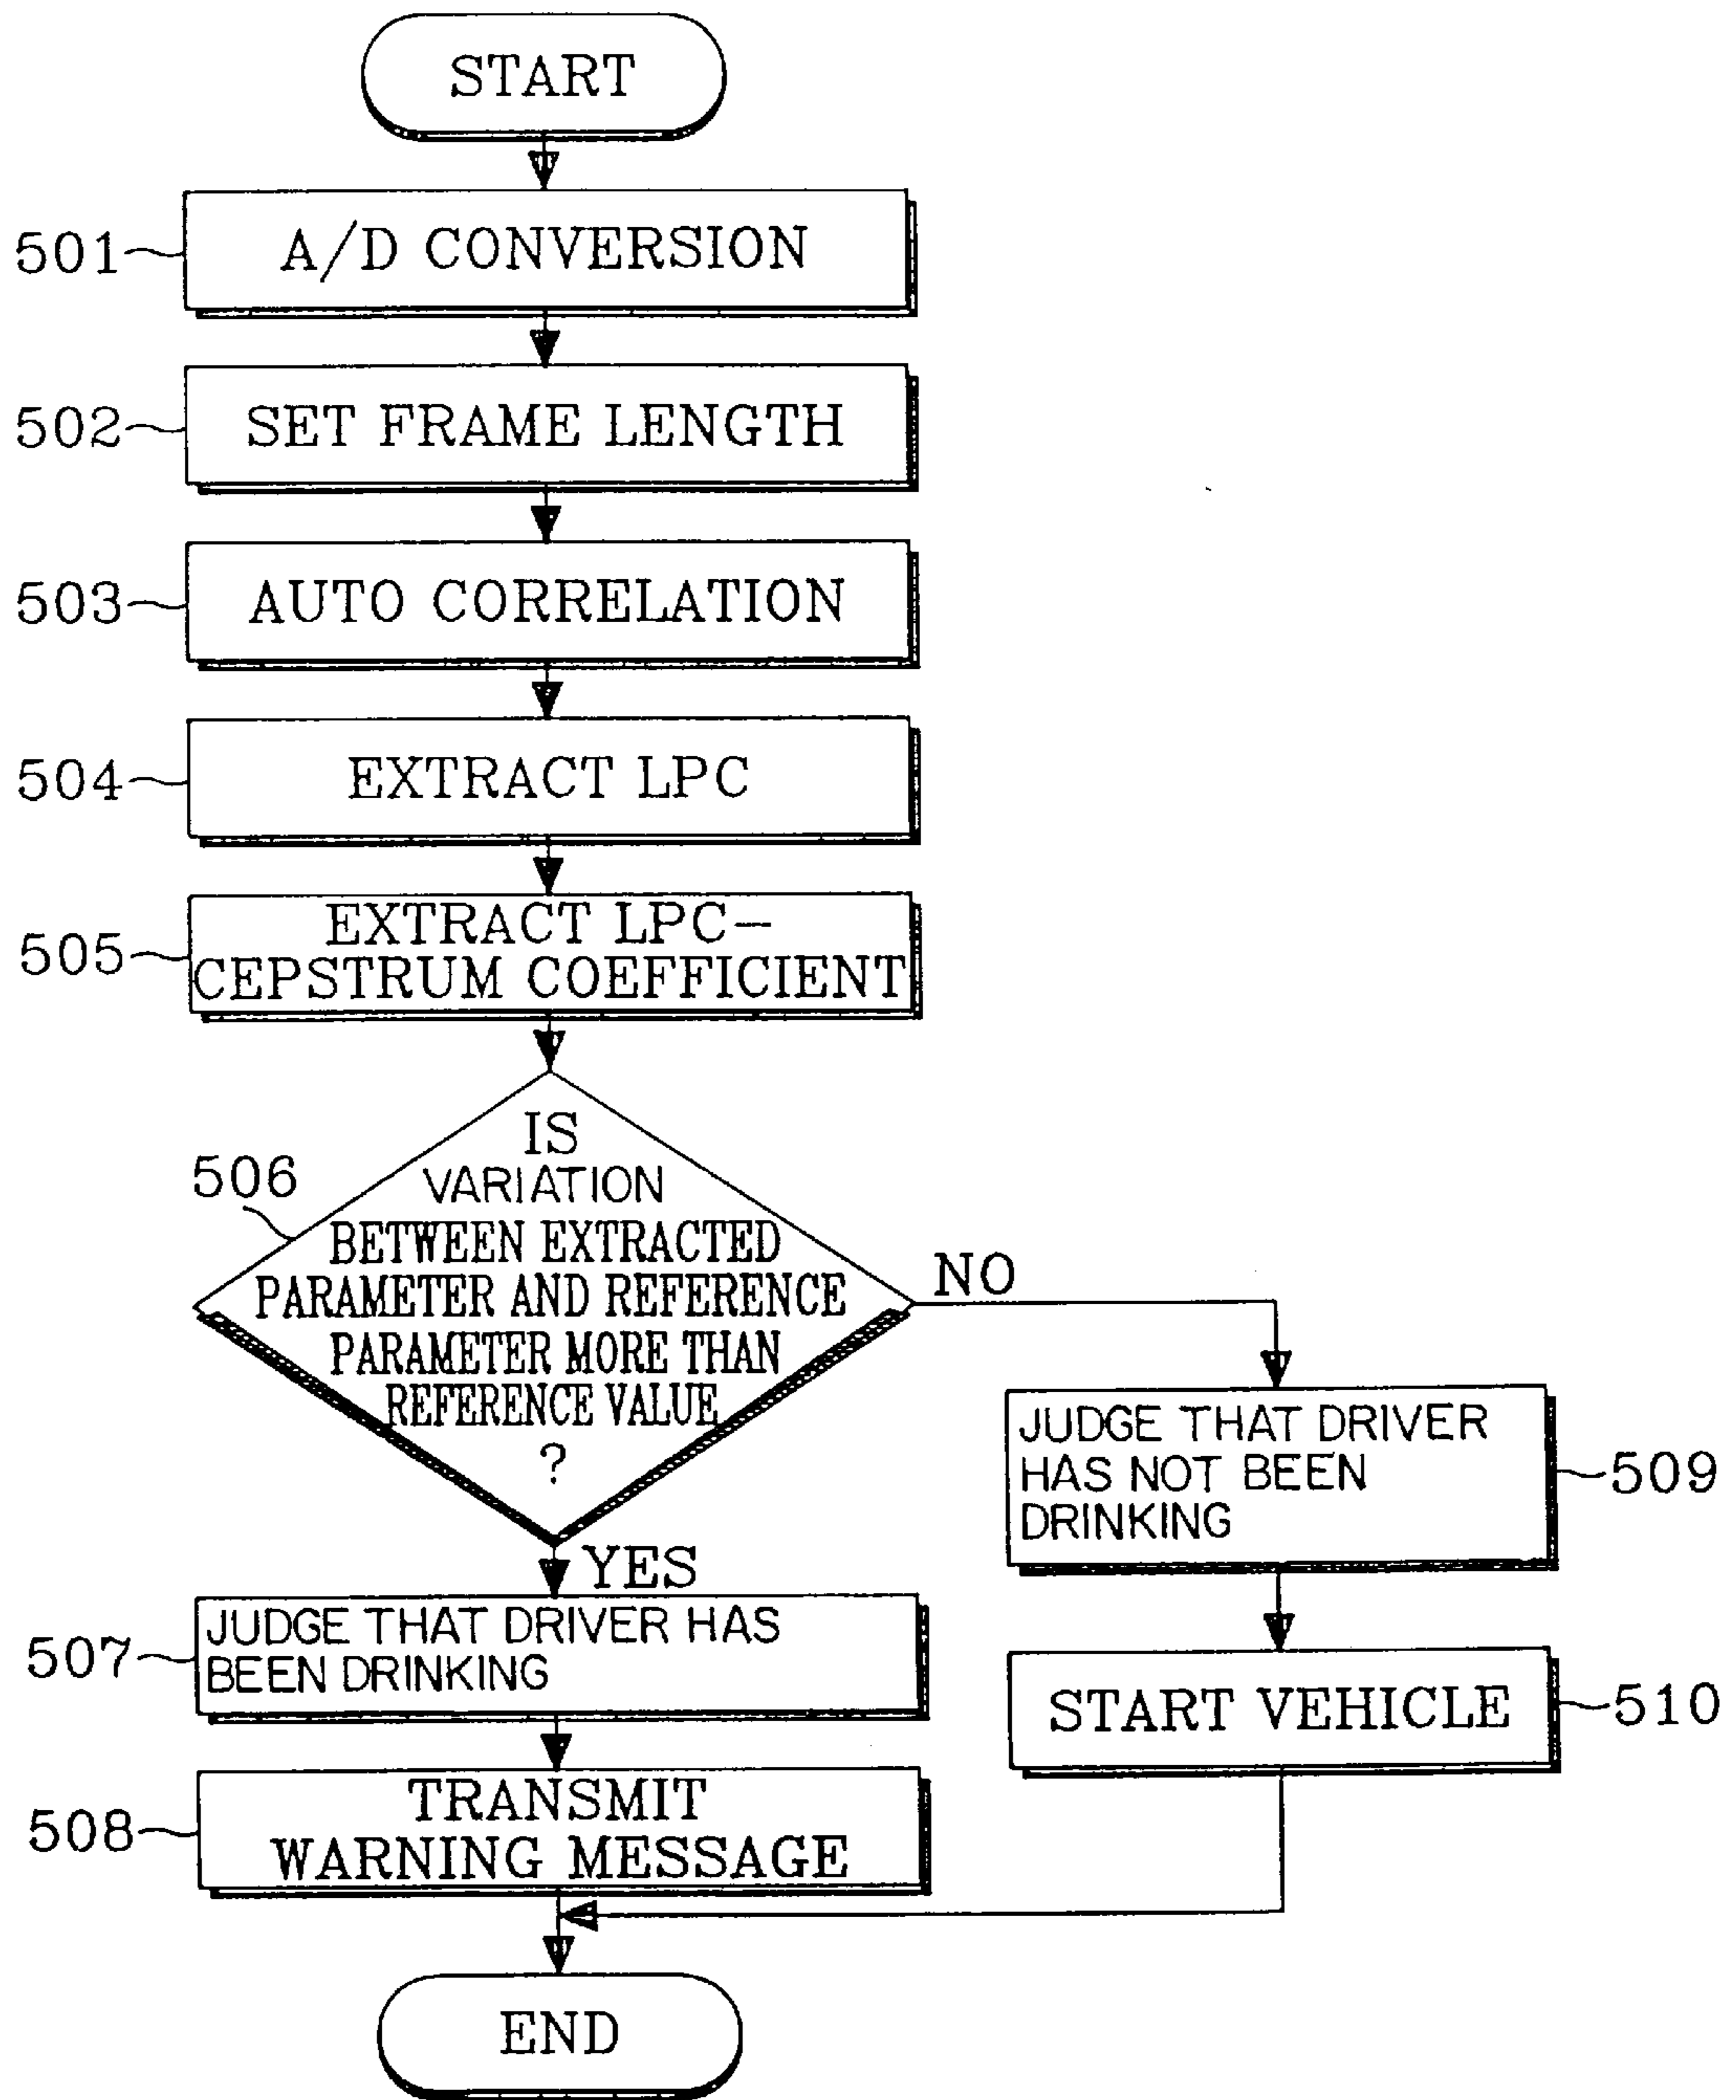 START
501
A/D CONVERSION
502
SET FRAME LENGTH
503
AUTO CORRELATION
504
EXTRACT LPC
505
EXTRACT LPC-
CEPSTRUM COEFFICIENT
506
IS
VARIATION
BETWEEN EXTRACTED
PARAMETER AND REFERENCE
PARAMETER MORE THAN
REFERENCE VALUE
?
NO
YES
507
JUDGE THAT DRIVER HAS
BEEN DRINKING
508
TRANSMIT
WARNING MESSAGE
JUDGE THAT DRIVER
HAS NOT BEEN
DRINKING
509
START VEHICLE
510
END